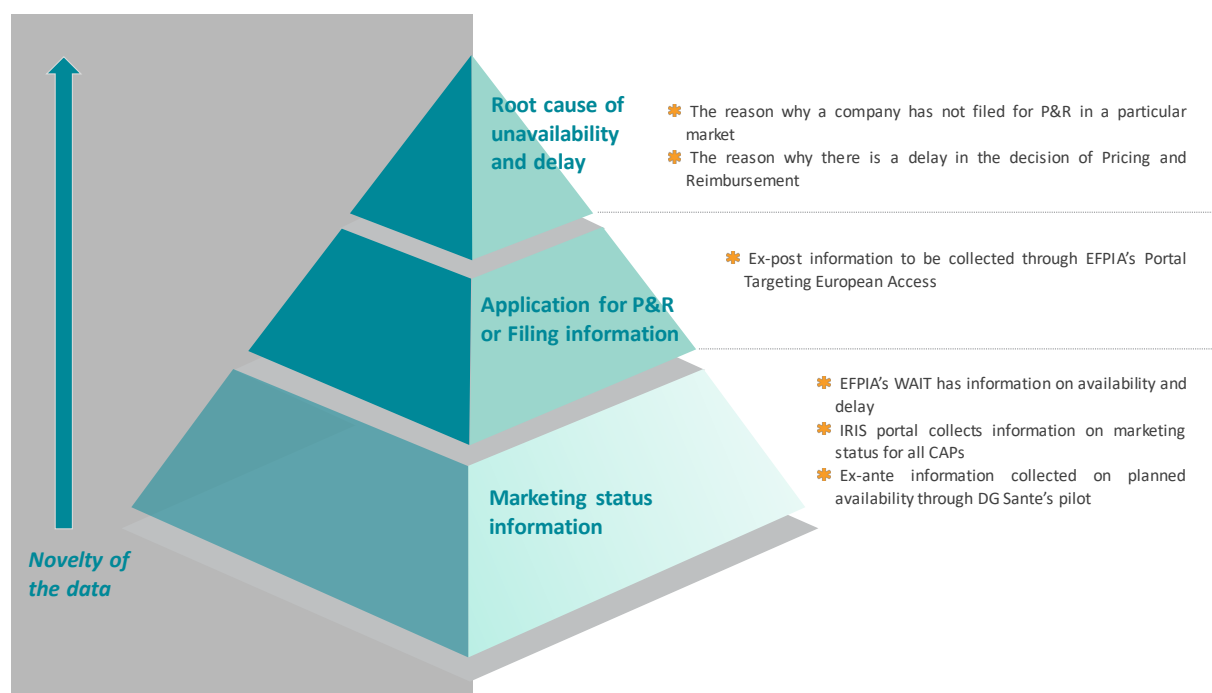 Root cause of
unavailability
and delay
✱ The reason why a company has not filed for P&R in a particular
market
✱ The reason why there is a delay in the decision of Pricing and
Reimbursement
Application for P&R
or Filing information
✱ Ex-post information to be collected through EFPIA's Portal
Targeting European Access
Marketing status
information
✱ EFPIA's WAIT has information on availability and
delay
✱ IRIS portal collects information on marketing
status for all CAPs
✱ Ex-ante information collected on planned
availability through DG Sante's pilot
Novelty of
the data